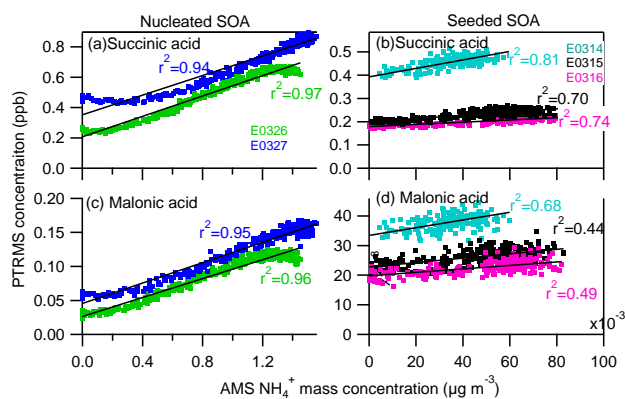 Nucleated SOA
Seeded SOA
PTRMS concentraiton (ppb)
(a)Succinic acid
0.8
0.6
0.4
0.2
0.0
r²=0.94
r²=0.97
E0326
E0327
(b)Succinic acid
0.5
0.4
0.3
0.2
0.1
0.0
r²=0.81
E0314
E0315
E0316
r²=0.70
r²=0.74
(c) Malonic acid
0.20
0.15
0.10
0.05
0.00
r²=0.95
r²=0.96
0.0 0.4 0.8 1.2
(d) Malonic acid
40
30
20
10
0
r²=0.68
r²=0.44
r²=0.49
x10⁻³
0 20 40 60 80 100
AMS NH₄⁺ mass concentration (µg m⁻³)